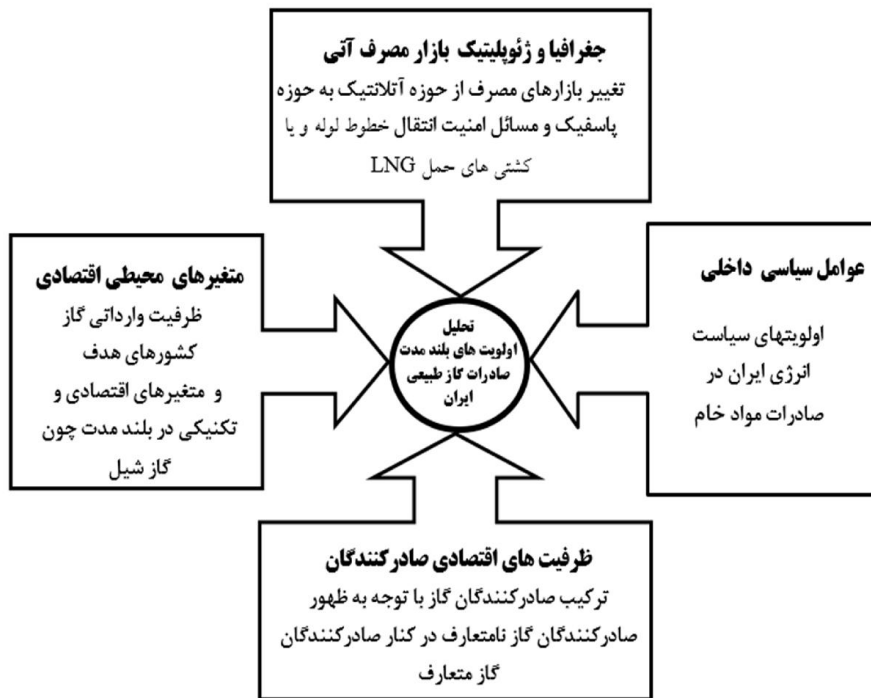 جغرافیا و ژئوپلیتیک بازار مصرف آتی
تغییر بازارهای مصرف از حوزه آتلانتیک به حوزه
پاسفیک و مسائل امنیت انتقال خطوط لوله و یا
کشتی های حمل LNG
عوامل سیاسی داخلی
اولویتهای سیاست
انرژی ایران در
صادرات مواد خام
تحلیل
اولویت های بلند مدت
صادرات گاز طبیعی
ایران
متغیرهای محیطی اقتصادی
ظرفیت وارداتی گاز
کشورهای هدف
و متغیرهای اقتصادی و
تکنیکی در بلند مدت چون
گاز شیل
ظرفیت های اقتصادی صادرکنندگان
ترکیب صادرکنندگان گاز با توجه به ظهور
صادرکنندگان گاز نامتعارف در کنار صادرکنندگان
گاز متعارف